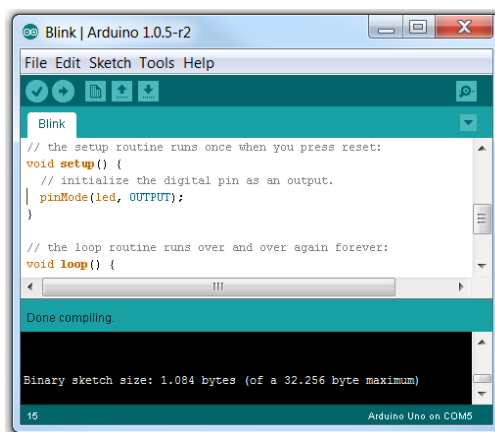 Blink | Arduino 1.0.5-r2
File Edit Sketch Tools Help
Blink
// the setup routine runs once when you press reset:
void setup() {
// initialize the digital pin as an output.
pinMode(led, OUTPUT);
}
// the loop routine runs over and over again forever:
void loop() {
Done compiling.
Binary sketch size: 1.084 bytes (of a 32.256 byte maximum)
15 Arduino Uno on COM5